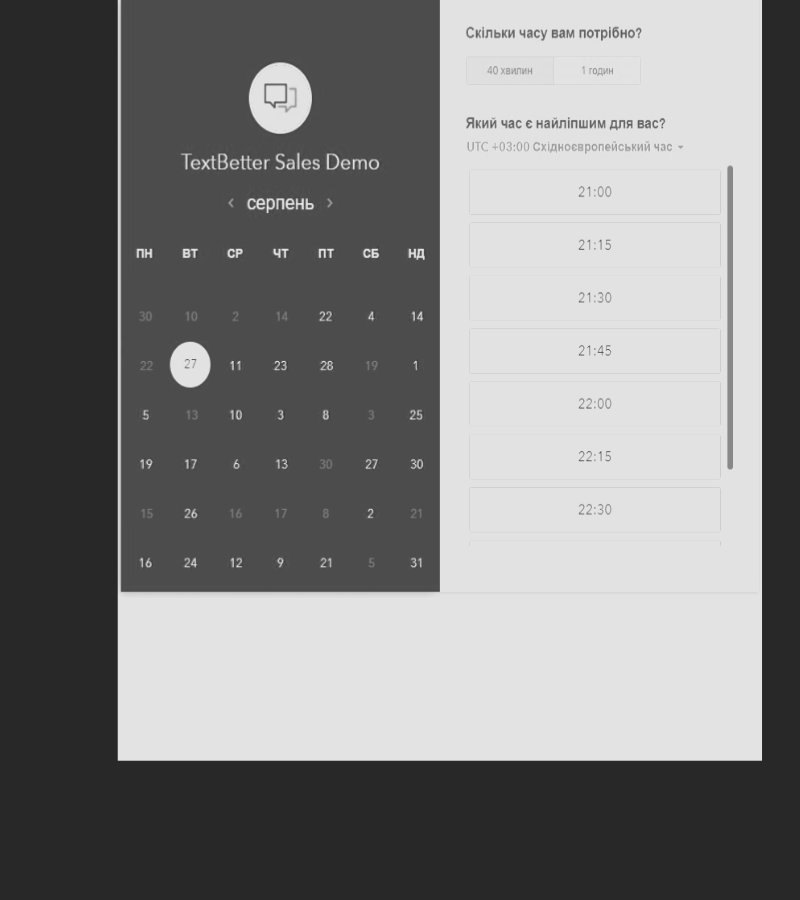 TextBetter Sales Demo
‹ серпень ›
ПН ВТ СР ЧТ ПТ СБ НД
30 10 2 14 22 4 14
22 27 11 23 28 19 1
5 13 10 3 8 3 25
19 17 6 13 30 27 30
15 26 16 17 8 2 21
16 24 12 9 21 5 31
Скільки часу вам потрібно?
40 хвилин 1 годин
Який час є найліпшим для вас?
UTC +03:00 Східноєвропейський час
21:00
21:15
21:30
21:45
22:00
22:15
22:30